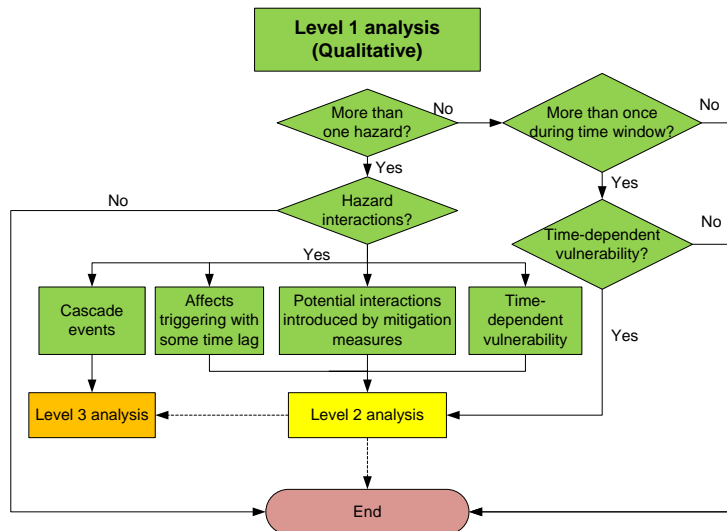 Level 1 analysis
(Qualitative)
More than
one hazard?
No
More than once
during time window?
No
Yes
Yes
No
Hazard
interactions?
Time-dependent
vulnerability?
No
Yes
Cascade
events
Affects
triggering with
some time lag
Potential interactions
introduced by mitigation
measures
Time-
dependent
vulnerability
Yes
Level 3 analysis
Level 2 analysis
End